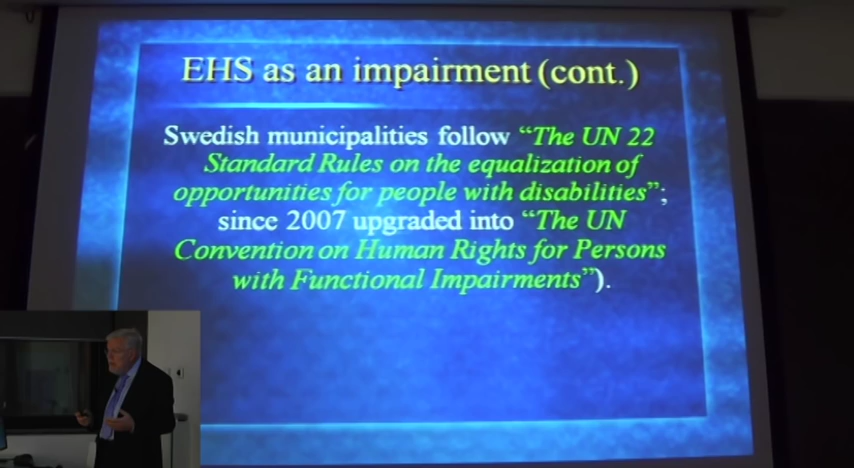 EHS as an impairment (cont.)
Swedish municipalities follow “The UN 22
Standard Rules on the equalization of
opportunities for people with disabilities”;
since 2007 upgraded into “The UN
Convention on Human Rights for Persons
with Functional Impairments”).